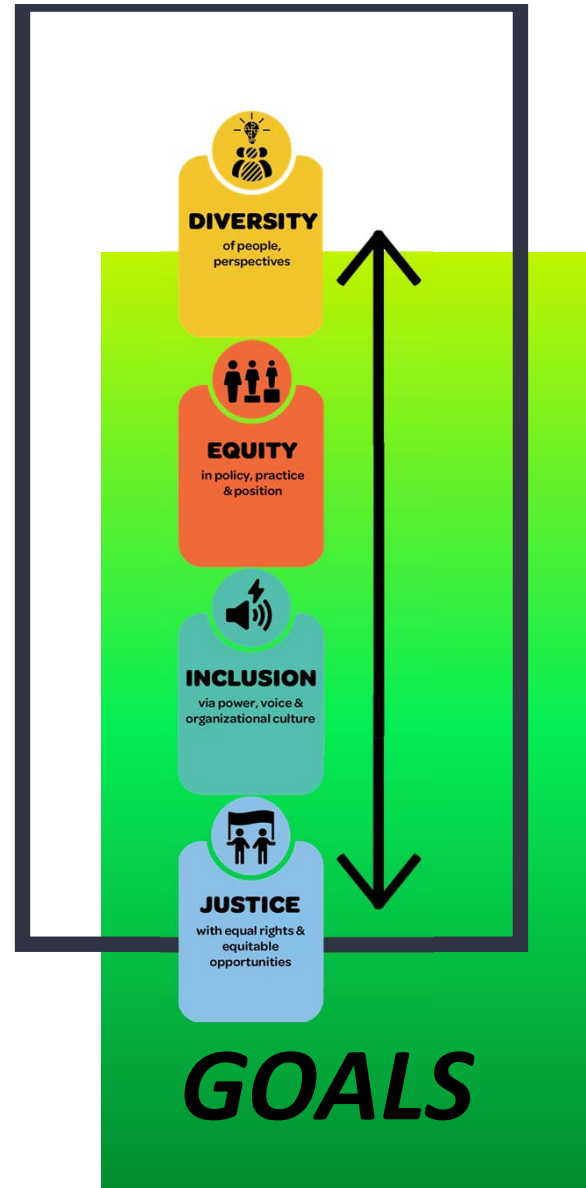 DIVERSITY
of people,
perspectives
EQUITY
in policy, practice
& position
INCLUSION
via power, voice &
organizational culture
JUSTICE
with equal rights &
equitable
opportunities
GOALS